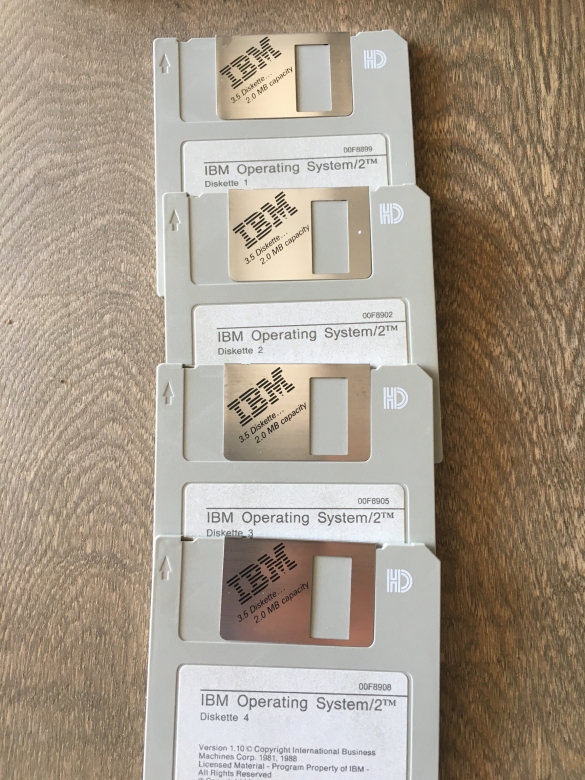 IBM
3.5 Diskette...
2.0 MB capacity
HD
00F8899
IBM Operating System/2™
Diskette 1
IBM
3.5 Diskette...
2.0 MB capacity
HD
00F8902
IBM Operating System/2™
Diskette 2
IBM
3.5 Diskette...
2.0 MB capacity
HD
00F8905
IBM Operating System/2™
Diskette 3
IBM
3.5 Diskette...
2.0 MB capacity
HD
00F8908
IBM Operating System/2™
Diskette 4
Version 1.10 © Copyright International Business
Machines Corp. 1981, 1988
Licensed Material - Program Property of IBM -
All Rights Reserved